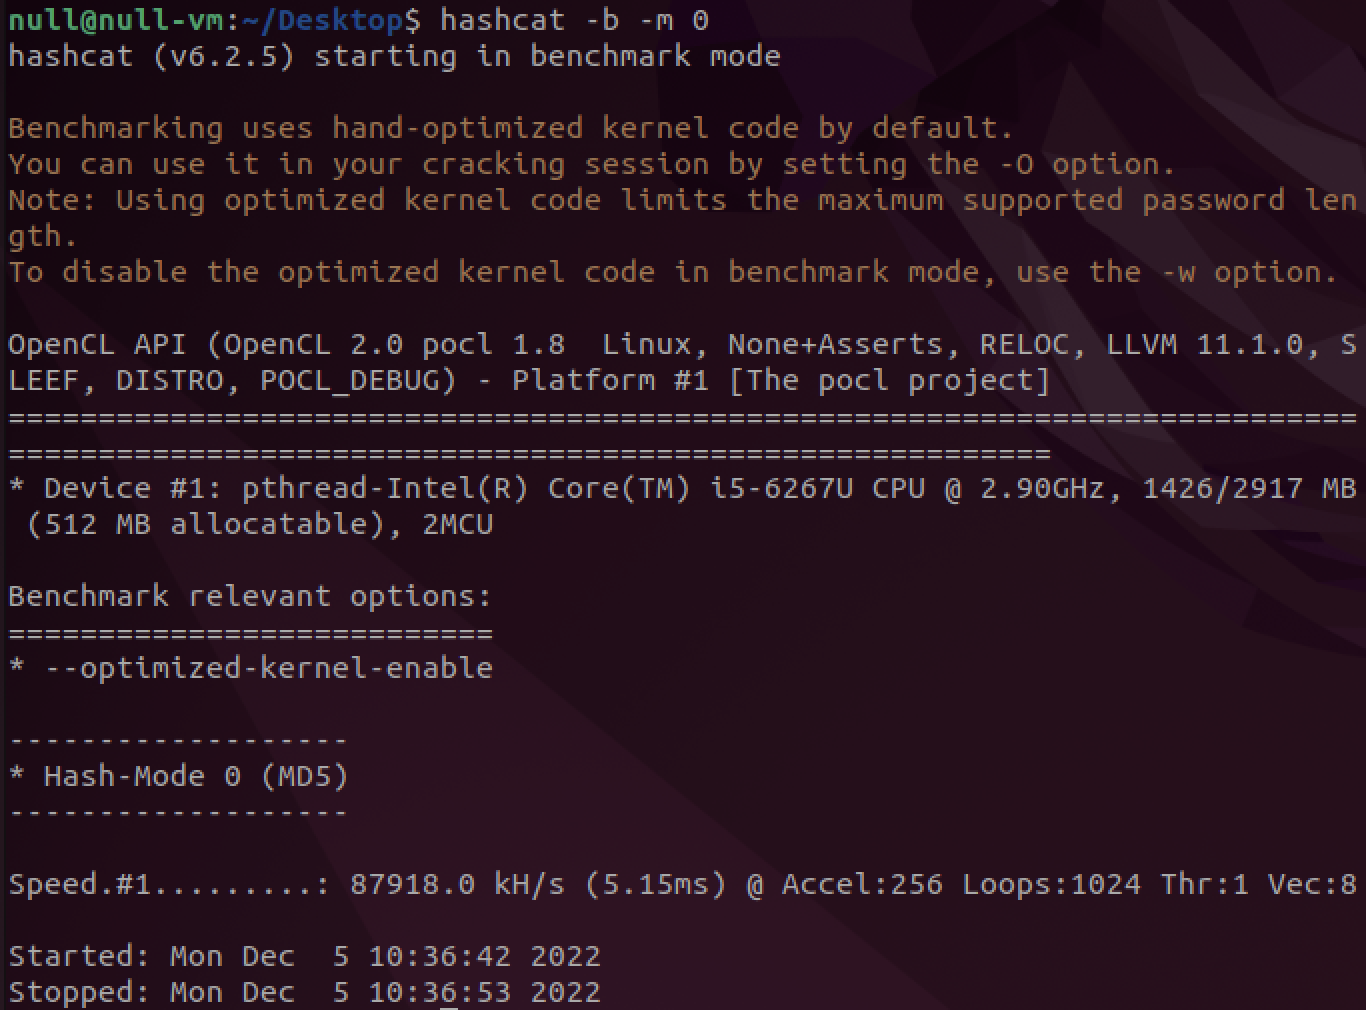 null@null-vm:~/Desktop$ hashcat -b -m 0
hashcat (v6.2.5) starting in benchmark mode

Benchmarking uses hand-optimized kernel code by default.
You can use it in your cracking session by setting the -O option.
Note: Using optimized kernel code limits the maximum supported password len
gth.
To disable the optimized kernel code in benchmark mode, use the -w option.

OpenCL API (OpenCL 2.0 pocl 1.8  Linux, None+Asserts, RELOC, LLVM 11.1.0, S
LEEF, DISTRO, POCL_DEBUG) - Platform #1 [The pocl project]
===========================================================================
==========================================================
* Device #1: pthread-Intel(R) Core(TM) i5-6267U CPU @ 2.90GHz, 1426/2917 MB
 (512 MB allocatable), 2MCU

Benchmark relevant options:
===========================
* --optimized-kernel-enable

-------------------
* Hash-Mode 0 (MD5)
-------------------

Speed.#1.........: 87918.0 kH/s (5.15ms) @ Accel:256 Loops:1024 Thr:1 Vec:8

Started: Mon Dec  5 10:36:42 2022
Stopped: Mon Dec  5 10:36:53 2022